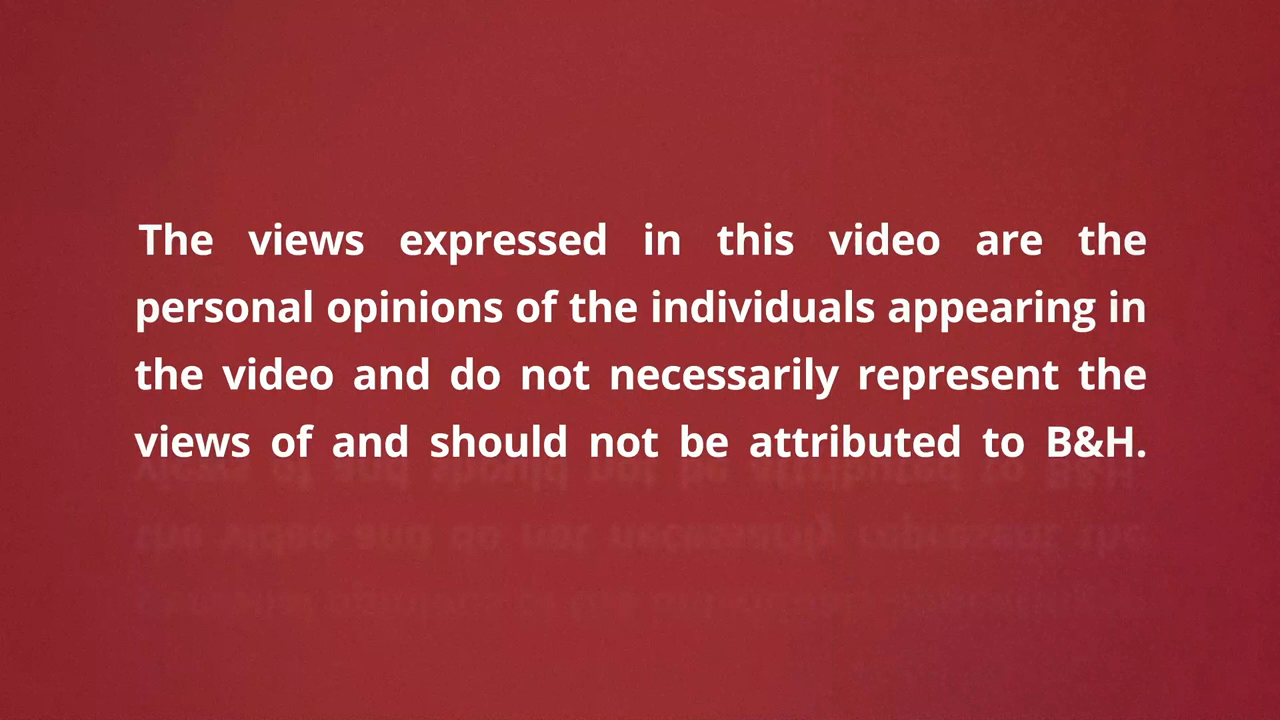 The views expressed in this video are the
personal opinions of the individuals appearing in
the video and do not necessarily represent the
views of and should not be attributed to B&H.